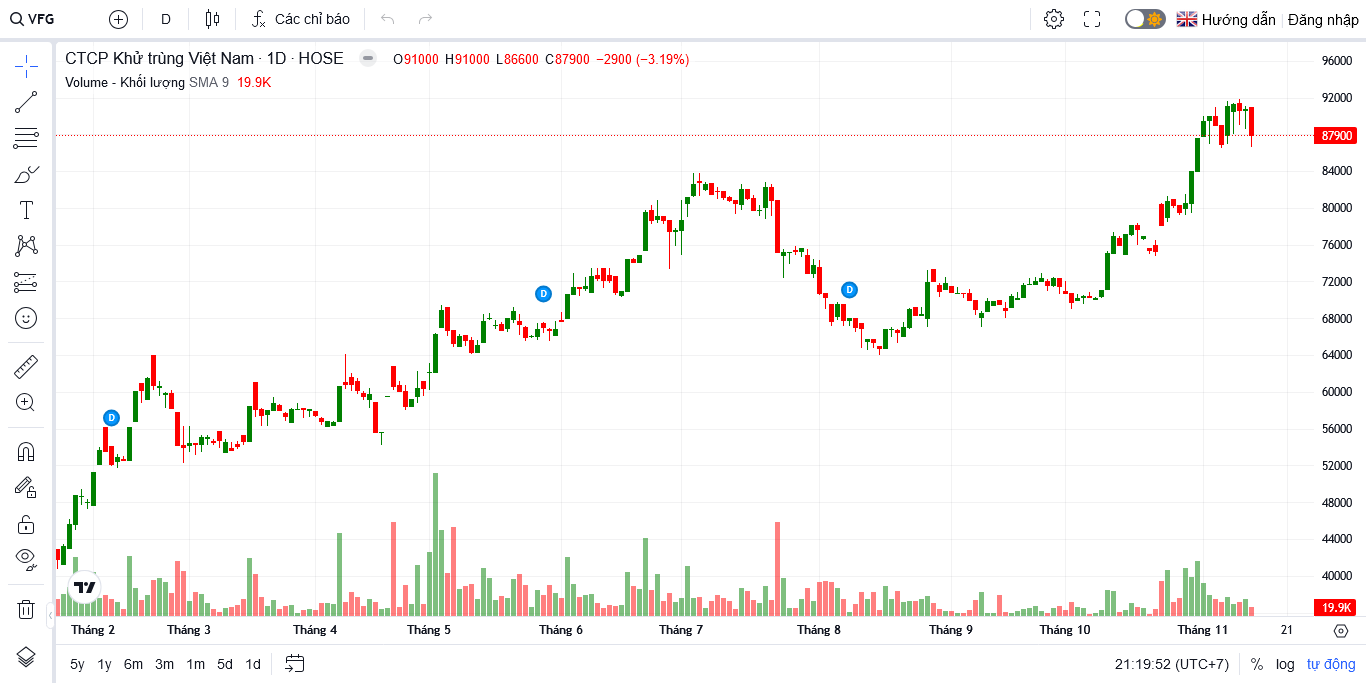 VFG D Các chỉ báo Hướng dẫn Đăng nhập
CTCP Khử trùng Việt Nam · 1D · HOSE O91000 H91000 L86600 C87900 −2900 (−3.19%)
Volume - Khối lượng SMA 9 19.9K
96000
92000
87900
84000
80000
76000
72000
68000
64000
60000
56000
52000
48000
44000
40000
19.9K
D
D
D
Tháng 2 Tháng 3 Tháng 4 Tháng 5 Tháng 6 Tháng 7 Tháng 8 Tháng 9 Tháng 10 Tháng 11 21
5y 1y 6m 3m 1m 5d 1d 21:19:52 (UTC+7) % log tự động